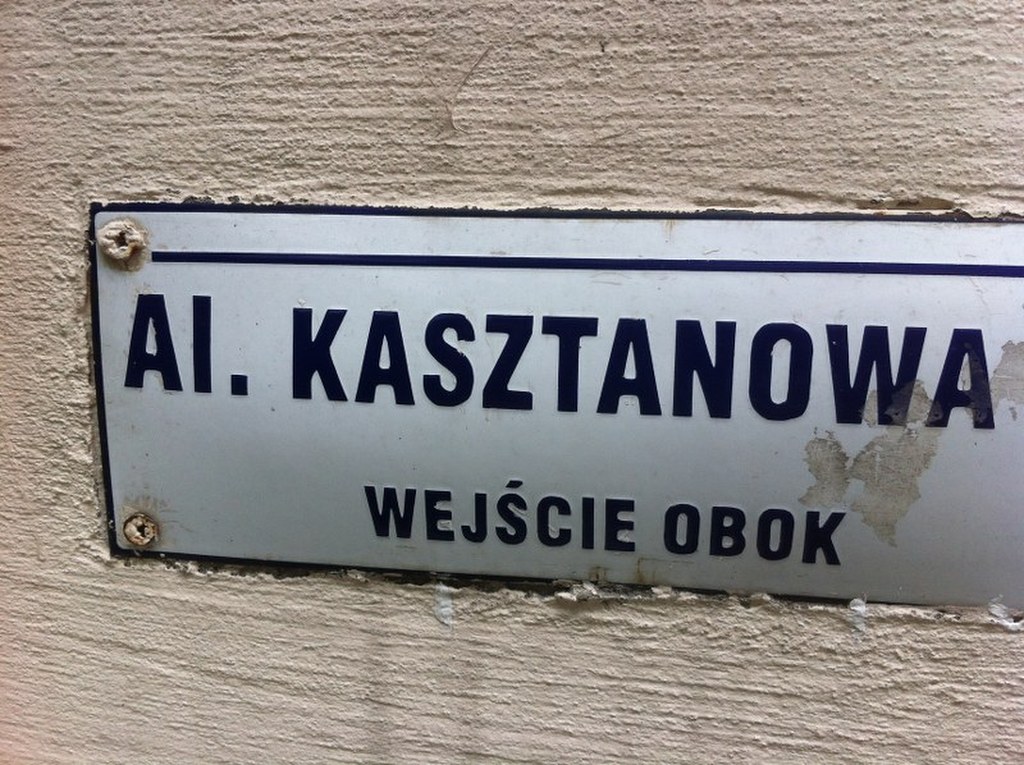 Al. KASZTANOWA
WEJŚCIE OBOK